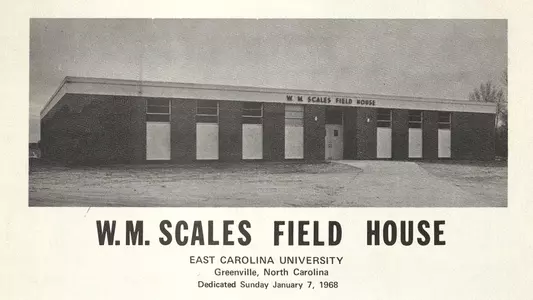 W. M. SCALES FIELD HOUSE
W.M. SCALES FIELD HOUSE
EAST CAROLINA UNIVERSITY
Greenville, North Carolina
Dedicated Sunday January 7, 1968